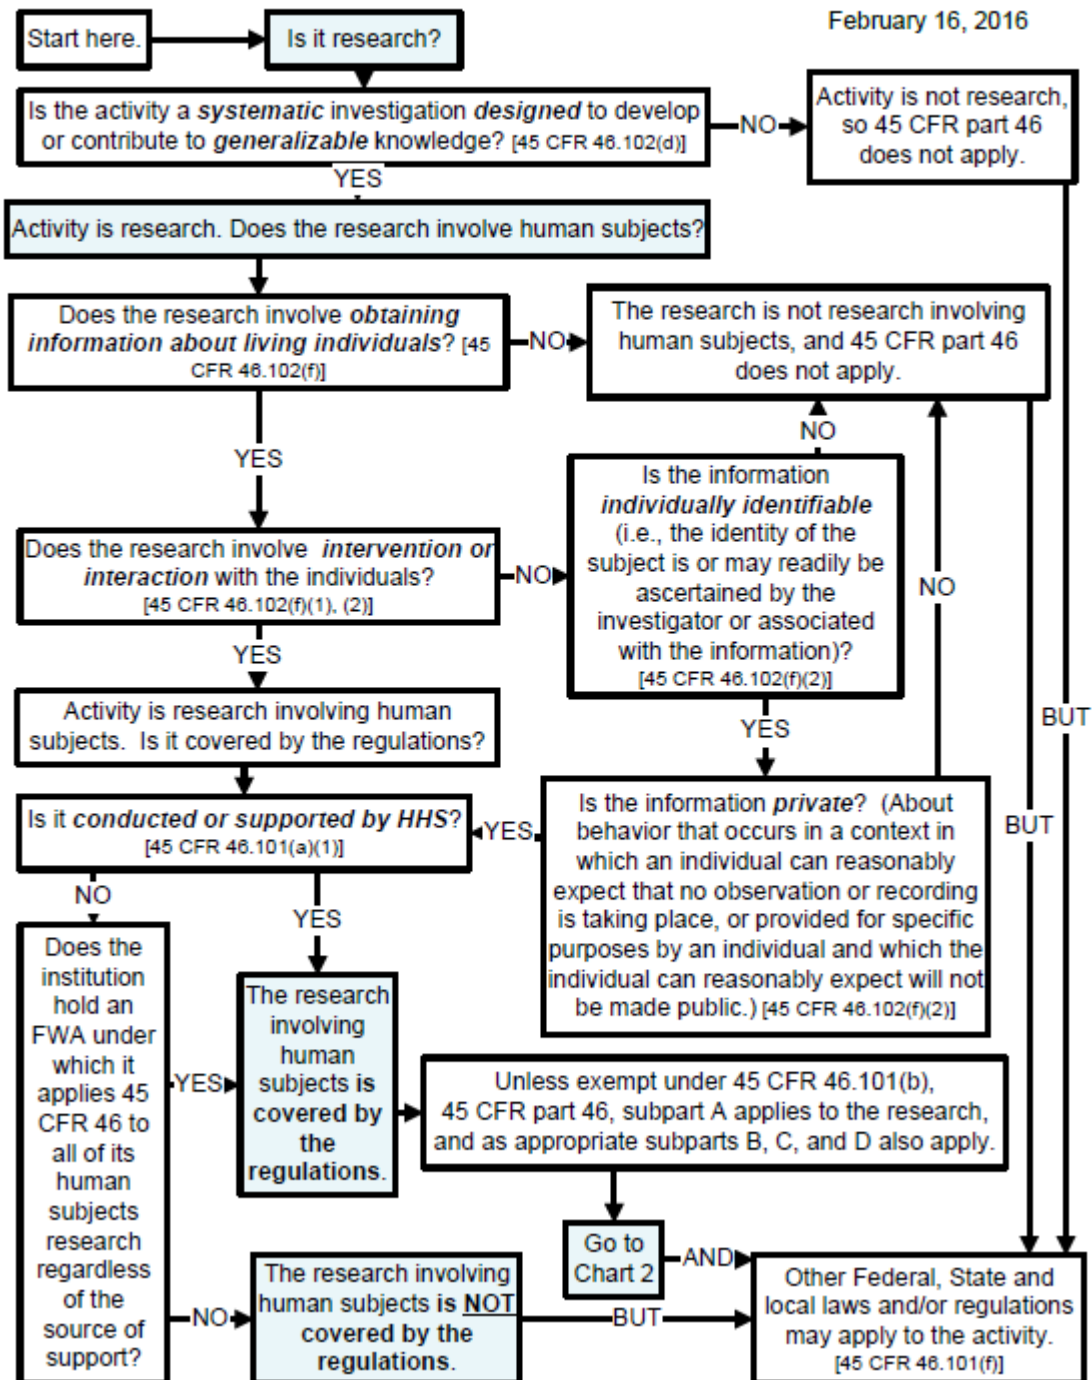 February 16, 2016
Start here.
Is it research?
Is the activity a systematic investigation designed to develop
or contribute to generalizable knowledge? [45 CFR 46.102(d)]
NO
Activity is not research,
so 45 CFR part 46
does not apply.
YES
Activity is research. Does the research involve human subjects?
Does the research involve obtaining
information about living individuals? [45
CFR 46.102(f)]
NO
The research is not research involving
human subjects, and 45 CFR part 46
does not apply.
YES
NO
Is the information
individually identifiable
(i.e., the identity of the
subject is or may readily be
ascertained by the
investigator or associated
with the information)?
[45 CFR 46.102(f)(2)]
NO
Does the research involve intervention or
interaction with the individuals?
[45 CFR 46.102(f)(1), (2)]
NO
YES
YES
BUT
Activity is research involving human
subjects. Is it covered by the regulations?
Is it conducted or supported by HHS?
[45 CFR 46.101(a)(1)]
YES
Is the information private? (About
behavior that occurs in a context in
which an individual can reasonably
expect that no observation or recording
is taking place, or provided for specific
purposes by an individual and which the
individual can reasonably expect will not
be made public.) [45 CFR 46.102(f)(2)]
BUT
NO
YES
Does the
institution
hold an
FWA under
which it
applies 45
CFR 46 to
all of its
human
subjects
research
regardless
of the
source of
support?
YES
The research
involving
human
subjects is
covered by
the
regulations.
Unless exempt under 45 CFR 46.101(b),
45 CFR part 46, subpart A applies to the research,
and as appropriate subparts B, C, and D also apply.
Go to
Chart 2
AND
NO
The research involving
human subjects is NOT
covered by the
regulations.
BUT
Other Federal, State and
local laws and/or regulations
may apply to the activity.
[45 CFR 46.101(f)]